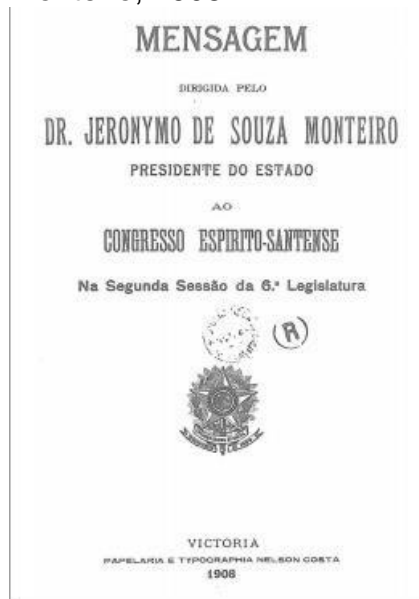 MENSAGEM
DIRIGIDA PELO
DR. JERONYMO DE SOUZA MONTEIRO
PRESIDENTE DO ESTADO
AO
CONGRESSO ESPIRITO-SANTENSE
Na Segunda Sessão da 6.ª Legislatura
(R)
VICTORIA
PAPELARIA E TYPOGRAPHIA NELSON COSTA
1908